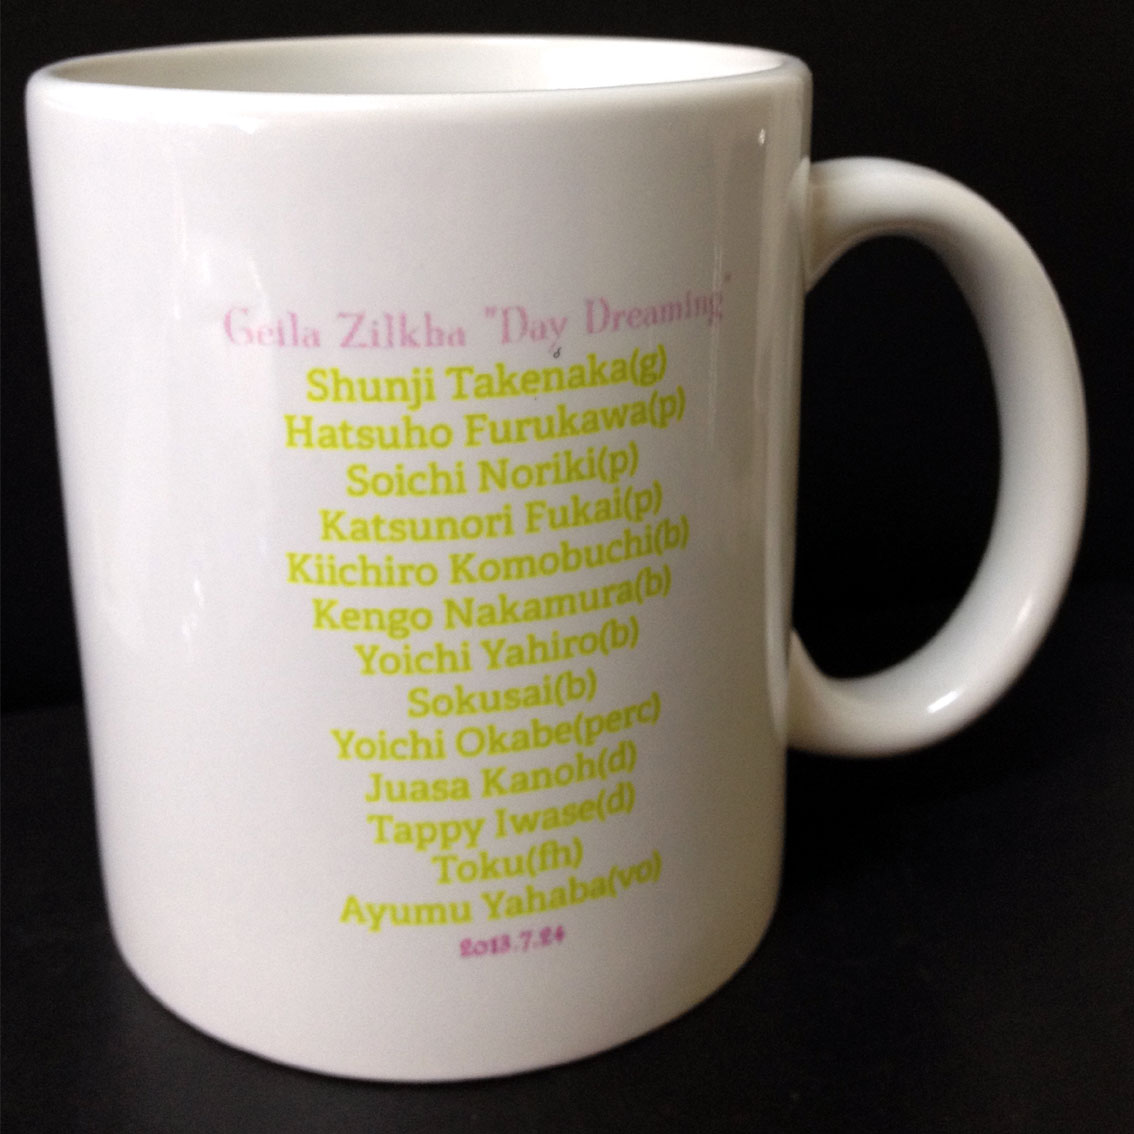 Geila Zilkha "Day Dreaming"
Shunji Takenaka(g)
Hatsuho Furukawa(p)
Soichi Noriki(p)
Katsunori Fukai(p)
Kiichiro Komobuchi(b)
Kengo Nakamura(b)
Yoichi Yahiro(b)
Sokusai(b)
Yoichi Okabe(perc)
Juasa Kanoh(d)
Tappy Iwase(d)
Toku(fh)
Ayumu Yahaba(vo)
2013.7.24